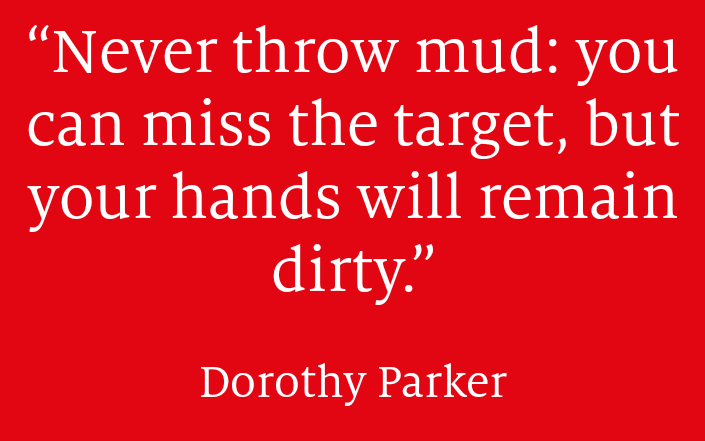 “Never throw mud: you
can miss the target, but
your hands will remain
dirty.”
Dorothy Parker